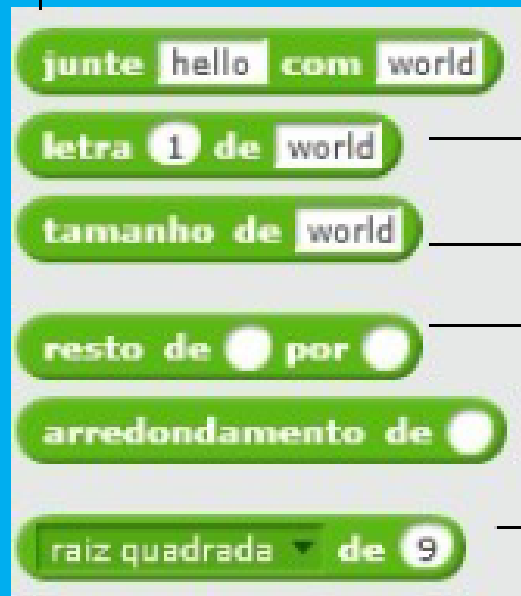 junte hello com world
letra 1 de world
tamanho de world
resto de por
arredondamento de
raiz quadrada de 9